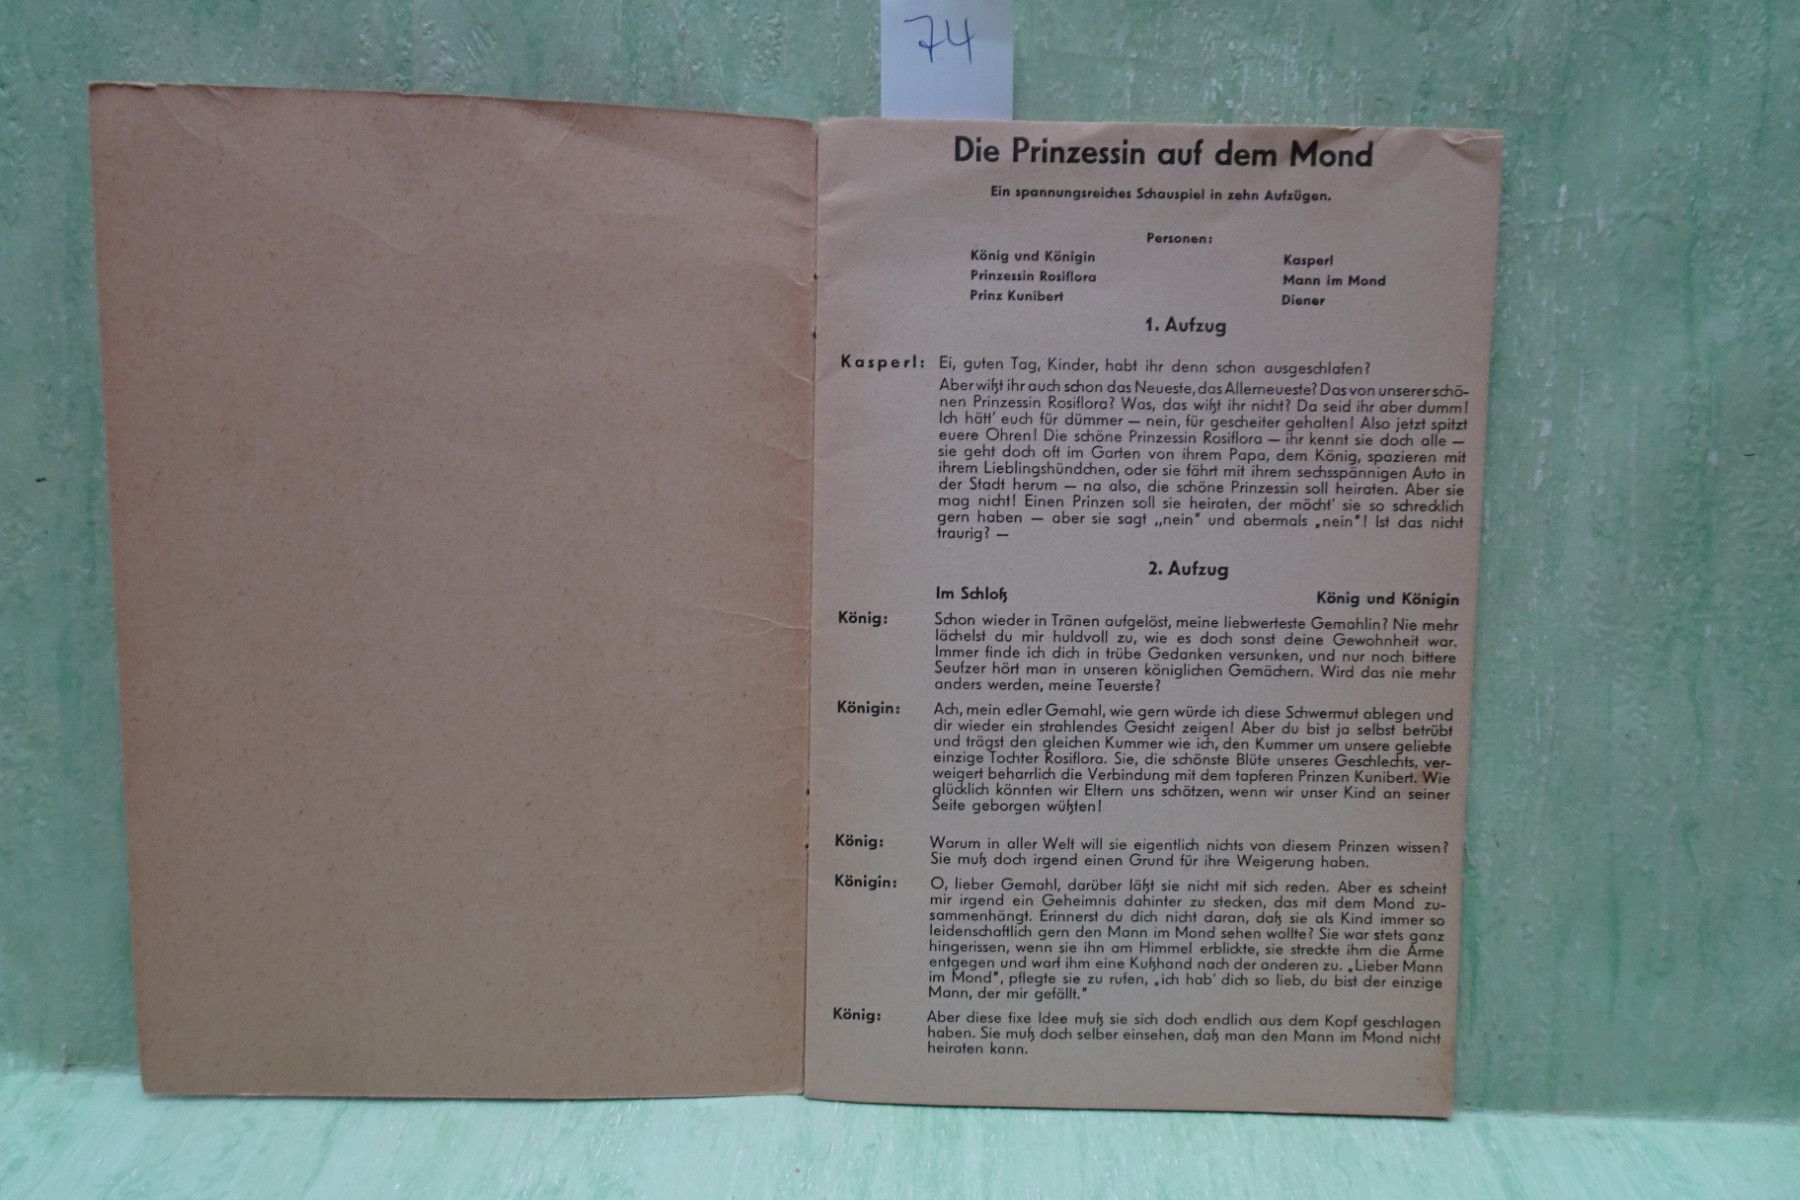 74
Die Prinzessin auf dem Mond
Ein spannungsreiches Schauspiel in zehn Aufzügen.
Personen:
König und Königin
Prinzessin Rosiflora
Prinz Kunibert
Kasperl
Mann im Mond
Diener
1. Aufzug
Kasperl: Ei, guten Tag, Kinder, habt ihr denn schon ausgeschlafen?
Aber wißt ihr auch schon das Neueste, das Allerneueste? Das von unserer schö-
nen Prinzessin Rosiflora? Was, das wißt ihr nicht? Da seid ihr aber dumm!
Ich hätt' euch für dümmer — nein, für gescheiter gehalten! Also jetzt spitzt
euere Ohren! Die schöne Prinzessin Rosiflora — ihr kennt sie doch alle —
sie geht doch oft im Garten von ihrem Papa, dem König, spazieren mit
ihrem Lieblingshündchen, oder sie fährt mit ihrem sechsspännigen Auto in
der Stadt herum — na also, die schöne Prinzessin soll heiraten. Aber sie
mag nicht! Einen Prinzen soll sie heiraten, der möcht' sie so schrecklich
gern haben — aber sie sagt „nein" und abermals „nein"! Ist das nicht
traurig? —
2. Aufzug
Im Schloß König und Königin
König: Schon wieder in Tränen aufgelöst, meine liebwerteste Gemahlin? Nie mehr
lächelst du mir huldvoll zu, wie es doch sonst deine Gewohnheit war.
Immer finde ich dich in trübe Gedanken versunken, und nur noch bittere
Seufzer hört man in unseren königlichen Gemächern. Wird das nie mehr
anders werden, meine Teuerste?
Königin: Ach, mein edler Gemahl, wie gern würde ich diese Schwermut ablegen und
dir wieder ein strahlendes Gesicht zeigen! Aber du bist ja selbst betrübt
und trägst den gleichen Kummer wie ich, den Kummer um unsere geliebte
einzige Tochter Rosiflora. Sie, die schönste Blüte unseres Geschlechts, ver-
weigert beharrlich die Verbindung mit dem tapferen Prinzen Kunibert. Wie
glücklich könnten wir Eltern uns schätzen, wenn wir unser Kind an seiner
Seite geborgen wüßten!
König: Warum in aller Welt will sie eigentlich nichts von diesem Prinzen wissen?
Sie muß doch irgend einen Grund für ihre Weigerung haben.
Königin: O, lieber Gemahl, darüber läßt sie nicht mit sich reden. Aber es scheint
mir irgend ein Geheimnis dahinter zu stecken, das mit dem Mond zu-
sammenhängt. Erinnerst du dich nicht daran, daß sie als Kind immer so
leidenschaftlich gern den Mann im Mond sehen wollte? Sie war stets ganz
hingerissen, wenn sie ihn am Himmel erblickte, sie streckte ihm die Arme
entgegen und warf ihm eine Kußhand nach der anderen zu. „Lieber Mann
im Mond", pflegte sie zu rufen, „ich hab' dich so lieb, du bist der einzige
Mann, der mir gefällt."
König: Aber diese fixe Idee muß sie sich doch endlich aus dem Kopf geschlagen
haben. Sie muß doch selber einsehen, daß man den Mann im Mond nicht
heiraten kann.